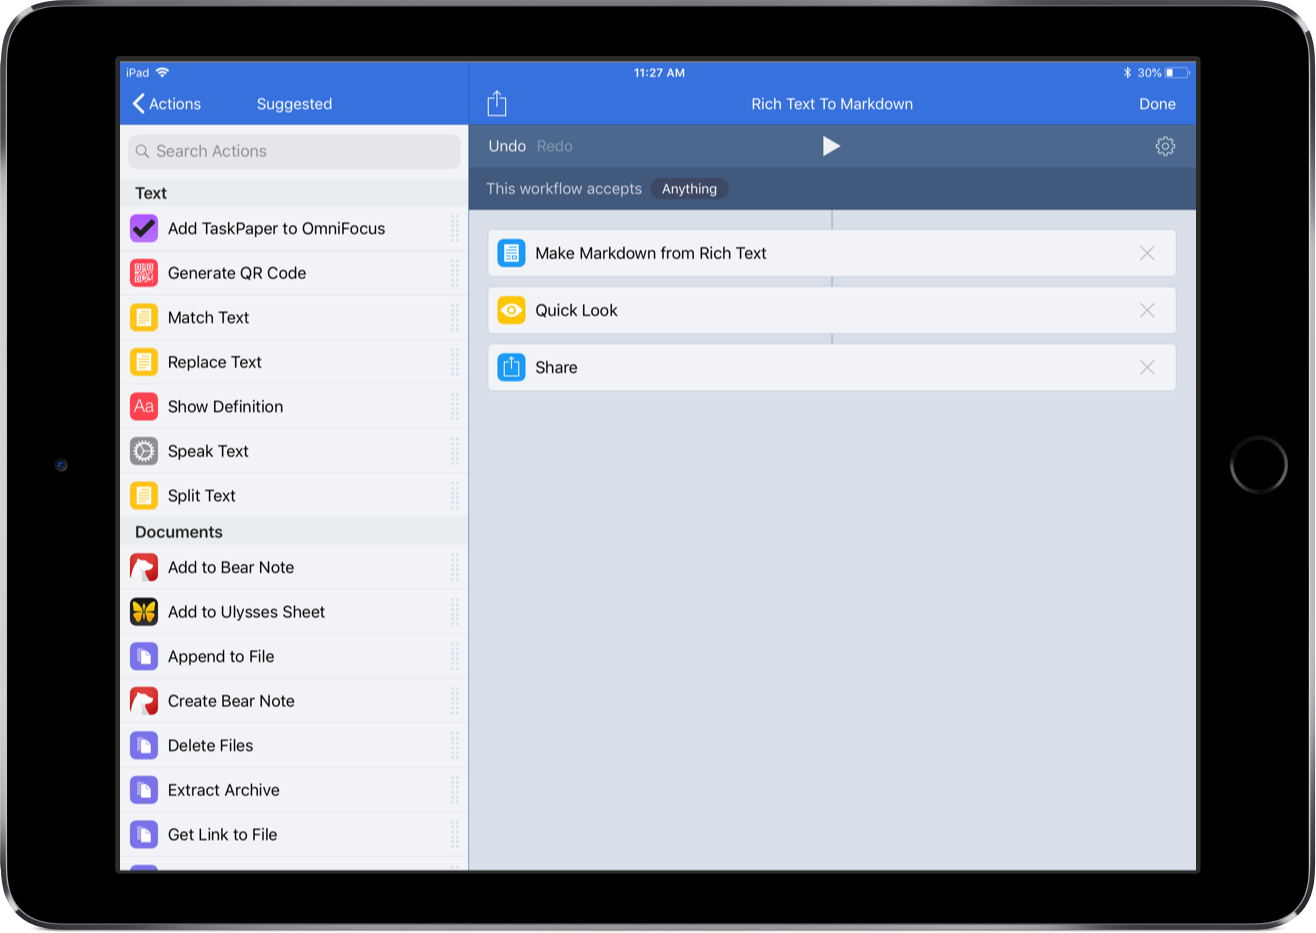 iPad 11:27 AM 30%
Actions Suggested Rich Text To Markdown Done
Search Actions
Undo Redo
This workflow accepts Anything
Text
Add TaskPaper to OmniFocus
Generate QR Code
Match Text
Replace Text
Aa Show Definition
Speak Text
Split Text
Documents
Add to Bear Note
Add to Ulysses Sheet
Append to File
Create Bear Note
Delete Files
Extract Archive
Get Link to File
Make Markdown from Rich Text
Quick Look
Share